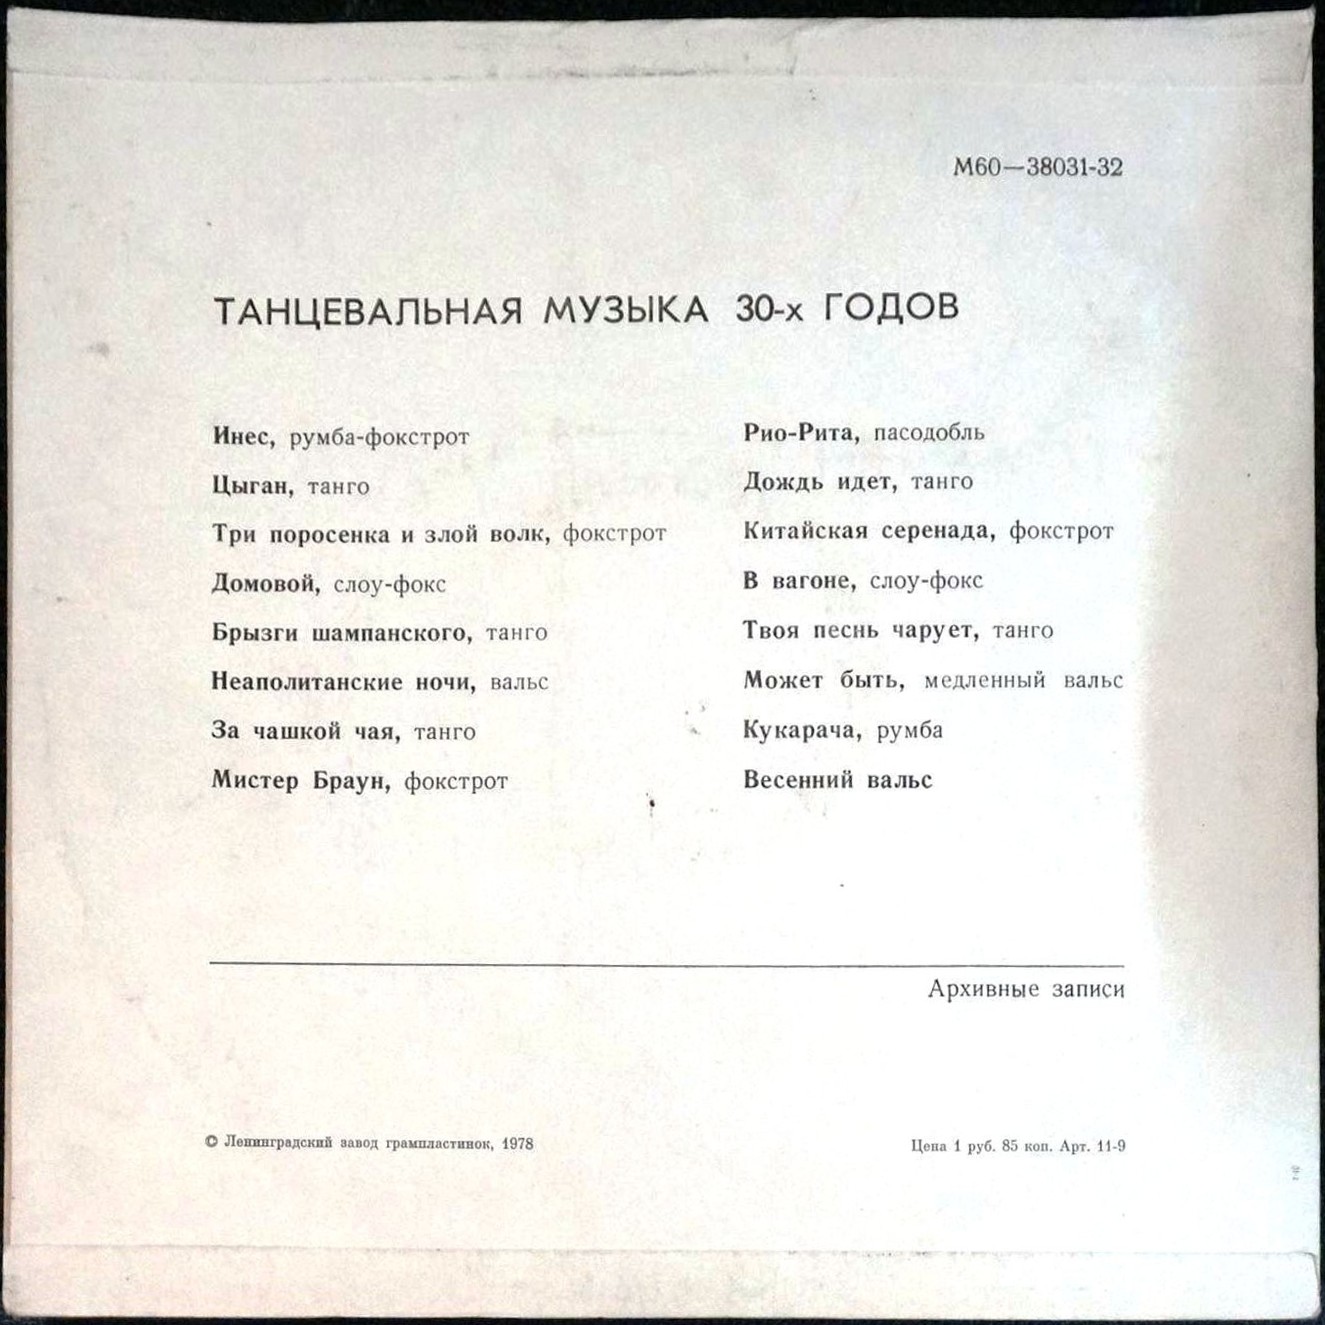 М60—38031-32
ТАНЦЕВАЛЬНАЯ МУЗЫКА 30-х ГОДОВ
Инес, румба-фокстрот
Цыган, танго
Три поросенка и злой волк, фокстрот
Домовой, слоу-фокс
Брызги шампанского, танго
Неаполитанские ночи, вальс
За чашкой чая, танго
Мистер Браун, фокстрот
Рио-Рита, пасодобль
Дождь идет, танго
Китайская серенада, фокстрот
В вагоне, слоу-фокс
Твоя песнь чарует, танго
Может быть, медленный вальс
Кукарача, румба
Весенний вальс
Архивные записи
© Ленинградский завод грампластинок, 1978
Цена 1 руб. 85 коп. Арт. 11-9